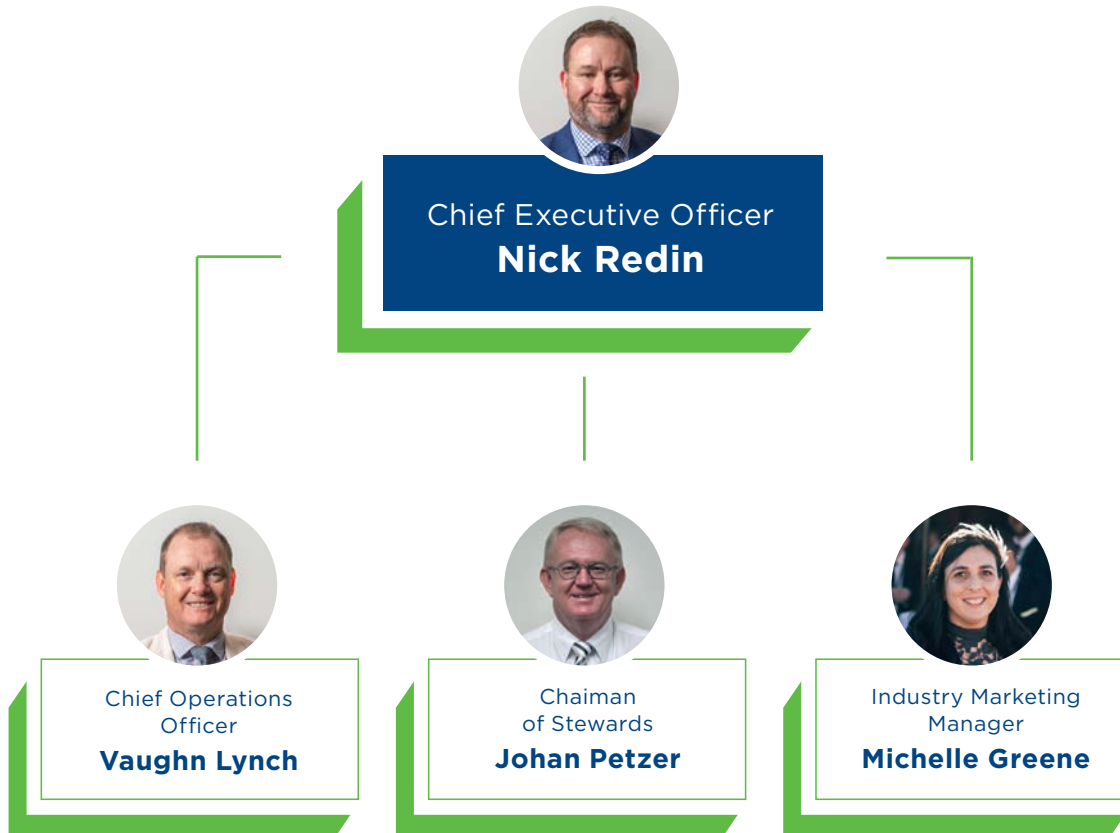 Chief Executive Officer
Nick Redin
Chief Operations
Officer
Vaughn Lynch
Chaiman
of Stewards
Johan Petzer
Industry Marketing
Manager
Michelle Greene